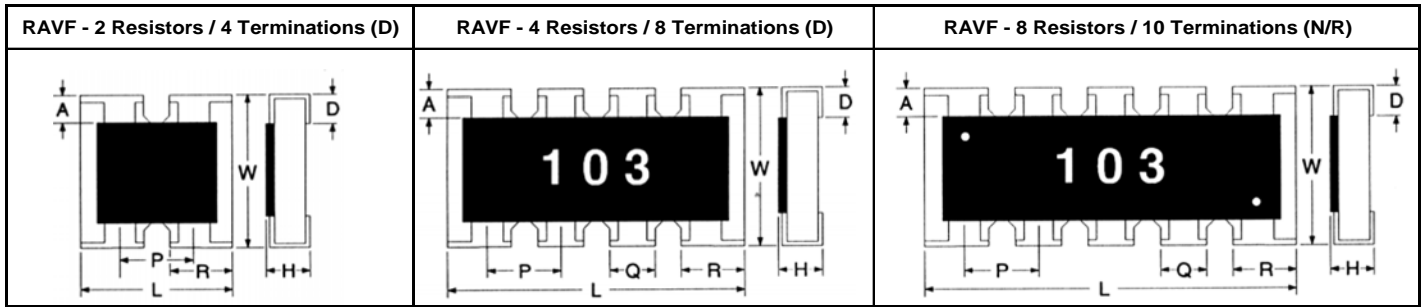 RAVF - 2 Resistors / 4 Terminations (D)
RAVF - 4 Resistors / 8 Terminations (D)
RAVF - 8 Resistors / 10 Terminations (N/R)
A D W P R H L
A D 103 W P Q R H L
A D 103 W P Q R H L